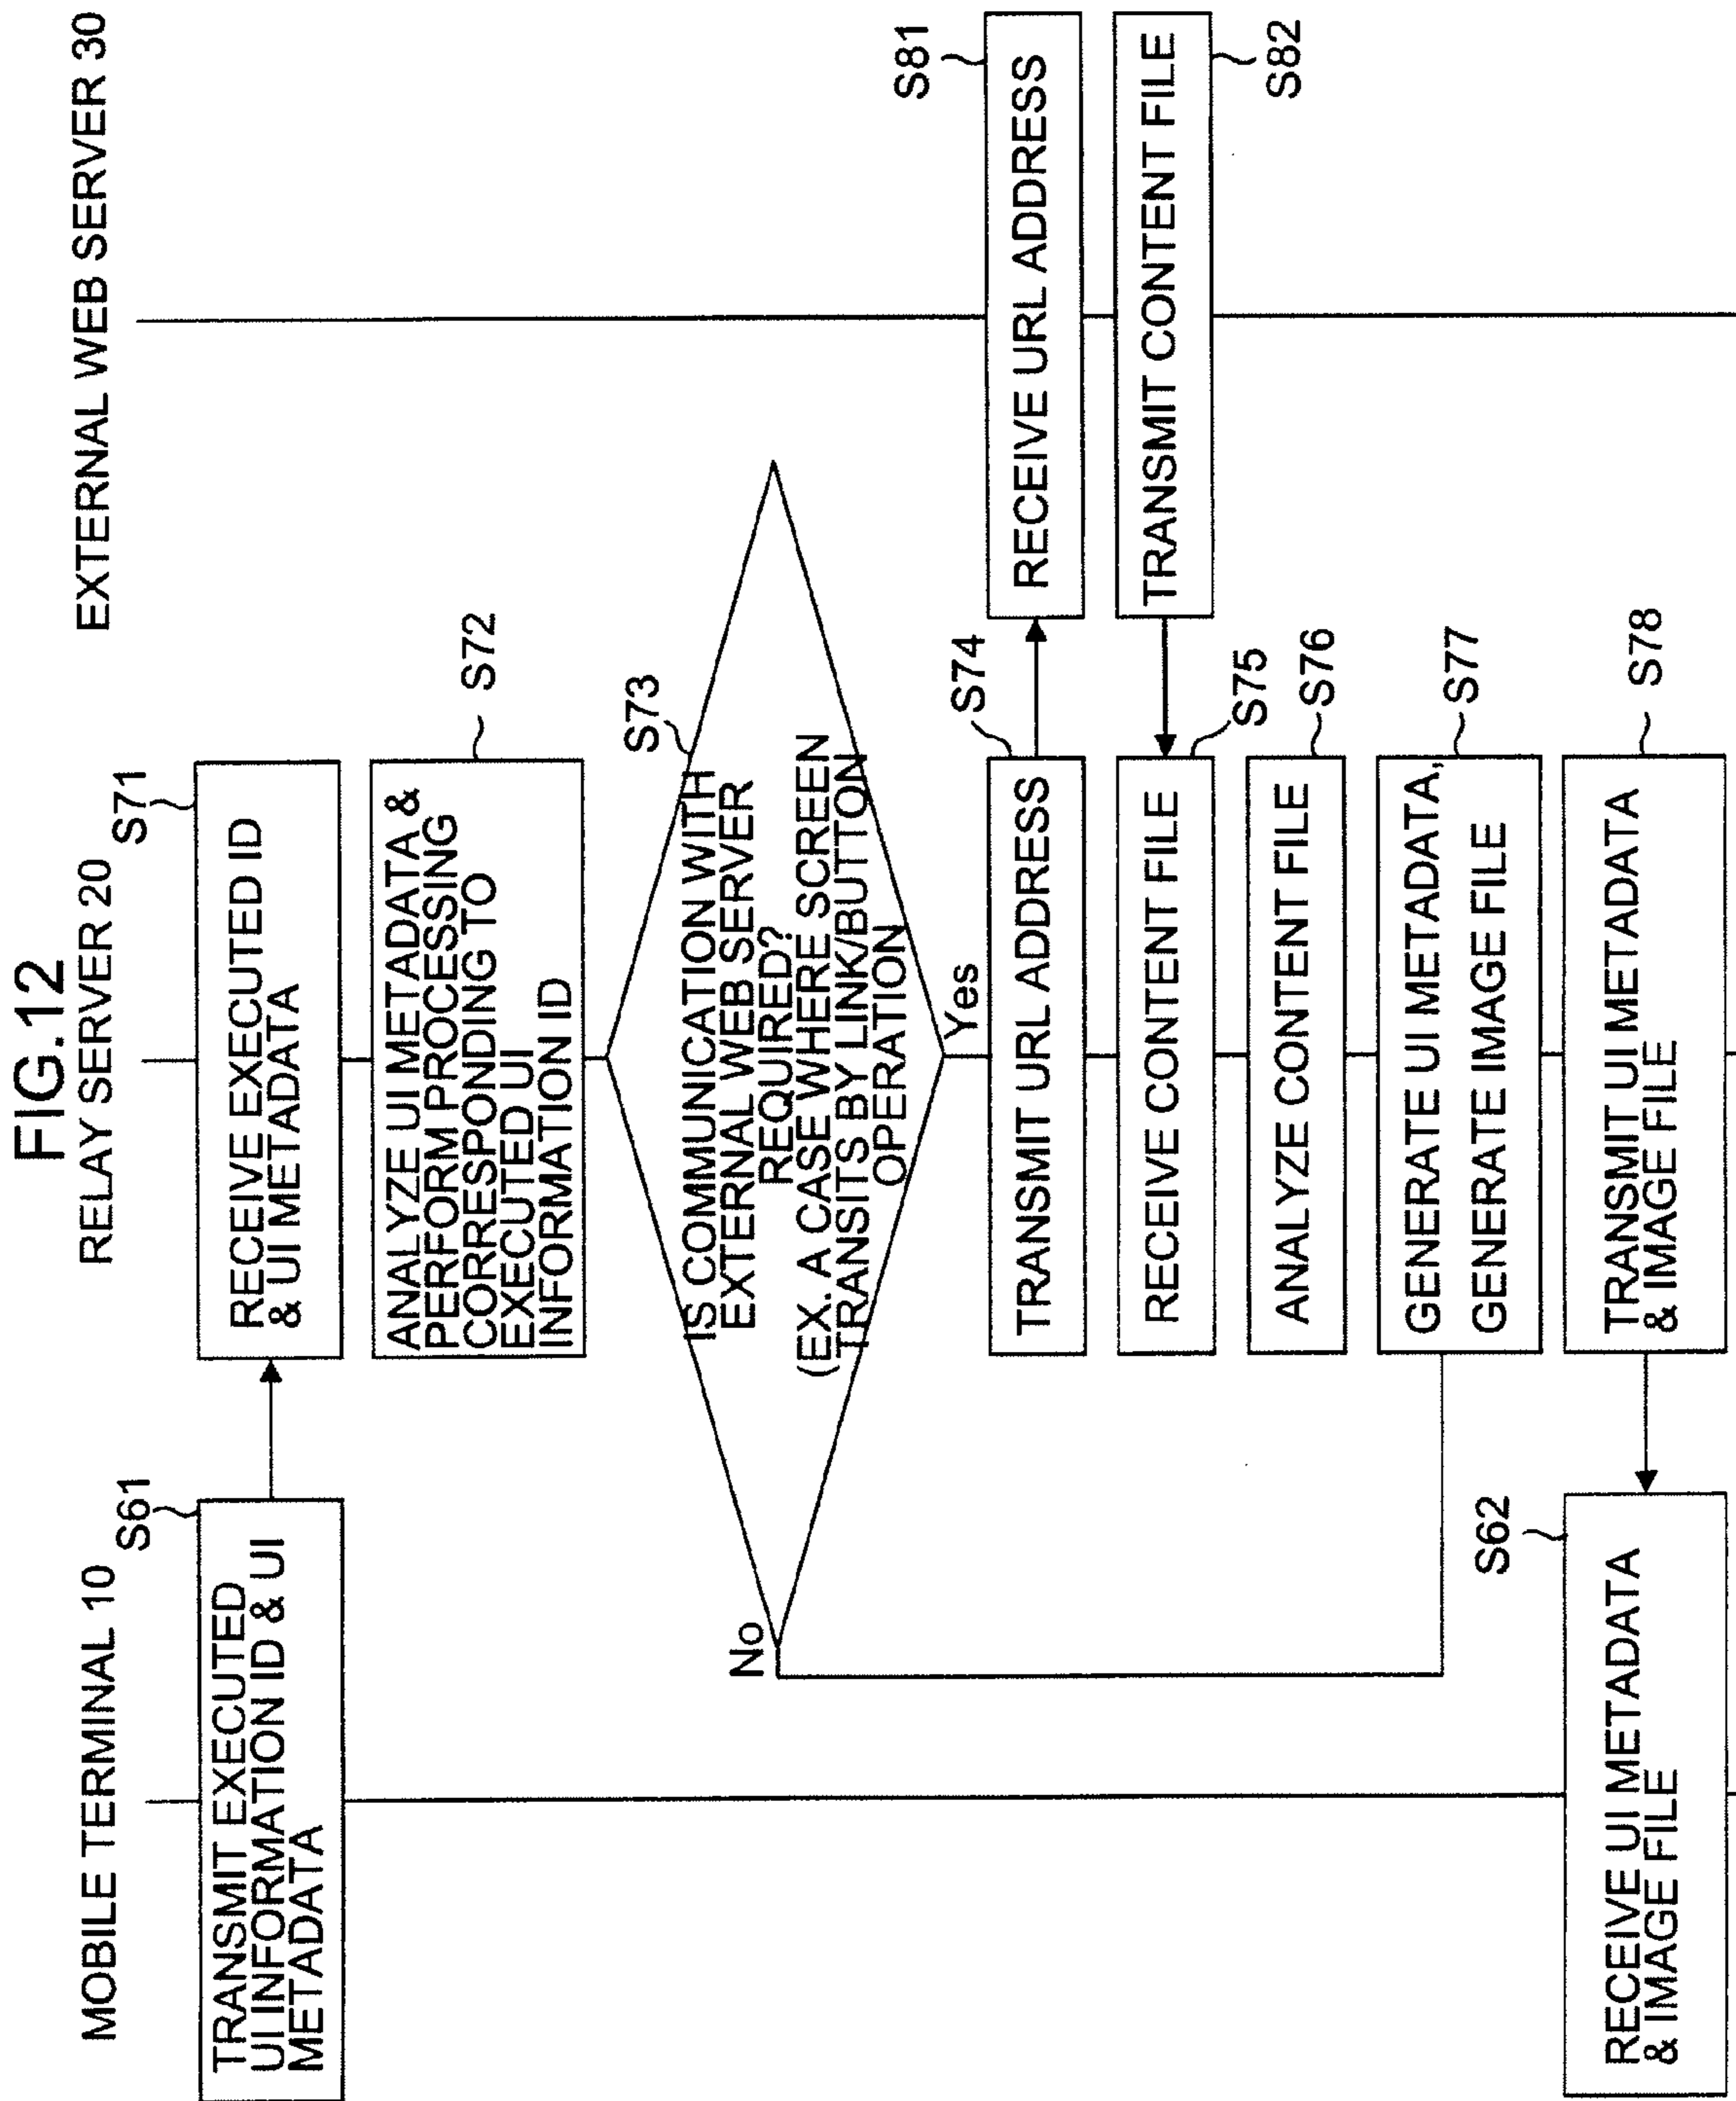 FIG.12
MOBILE TERMINAL 10
RELAY SERVER 20
EXTERNAL WEB SERVER 30
S61
TRANSMIT EXECUTED
UI INFORMATION ID & UI
METADATA
S71
RECEIVE EXECUTED ID
& UI METADATA
S72
ANALYZE UI METADATA &
PERFORM PROCESSING
CORRESPONDING TO
EXECUTED UI
INFORMATION ID
S73
IS COMMUNICATION WITH
EXTERNAL WEB SERVER
REQUIRED?
(EX. A CASE WHERE SCREEN
TRANSITS BY LINK/BUTTON
OPERATION
No
Yes
S74
TRANSMIT URL ADDRESS
S81
RECEIVE URL ADDRESS
TRANSMIT CONTENT FILE
S82
RECEIVE CONTENT FILE
S75
ANALYZE CONTENT FILE
S76
GENERATE UI METADATA,
GENERATE IMAGE FILE
S77
TRANSMIT UI METADATA
& IMAGE FILE
S78
S62
RECEIVE UI METADATA
& IMAGE FILE